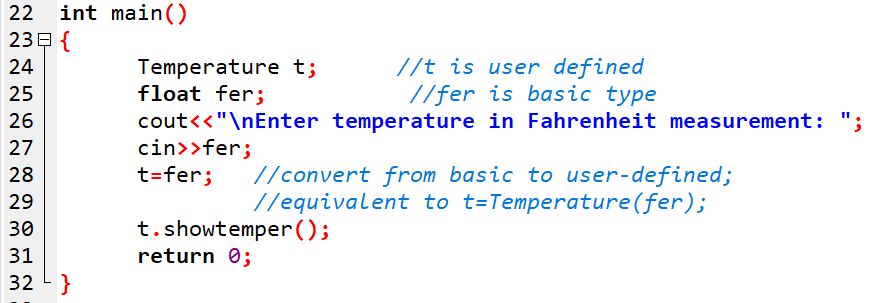 22 int main()
23 {
24 Temperature t; //t is user defined
25 float fer; //fer is basic type
26 cout<<"\nEnter temperature in Fahrenheit measurement: ";
27 cin>>fer;
28 t=fer; //convert from basic to user-defined;
29 //equivalent to t=Temperature(fer);
30 t.showtemper();
31 return 0;
32 }